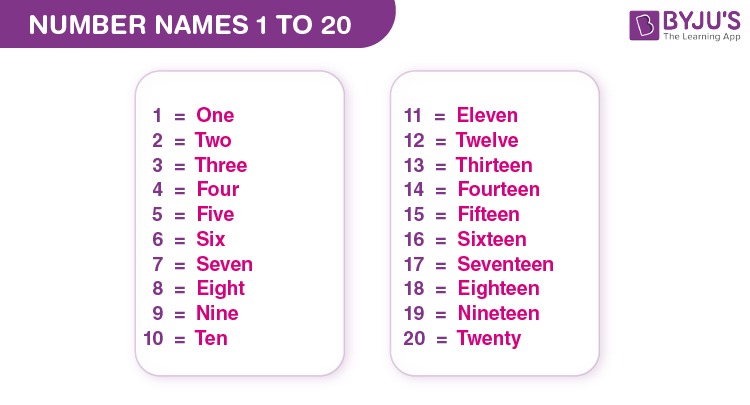 NUMBER NAMES 1 TO 20
BYJU'S
The Learning App
1 = One
2 = Two
3 = Three
4 = Four
5 = Five
6 = Six
7 = Seven
8 = Eight
9 = Nine
10 = Ten
11 = Eleven
12 = Twelve
13 = Thirteen
14 = Fourteen
15 = Fifteen
16 = Sixteen
17 = Seventeen
18 = Eighteen
19 = Nineteen
20 = Twenty